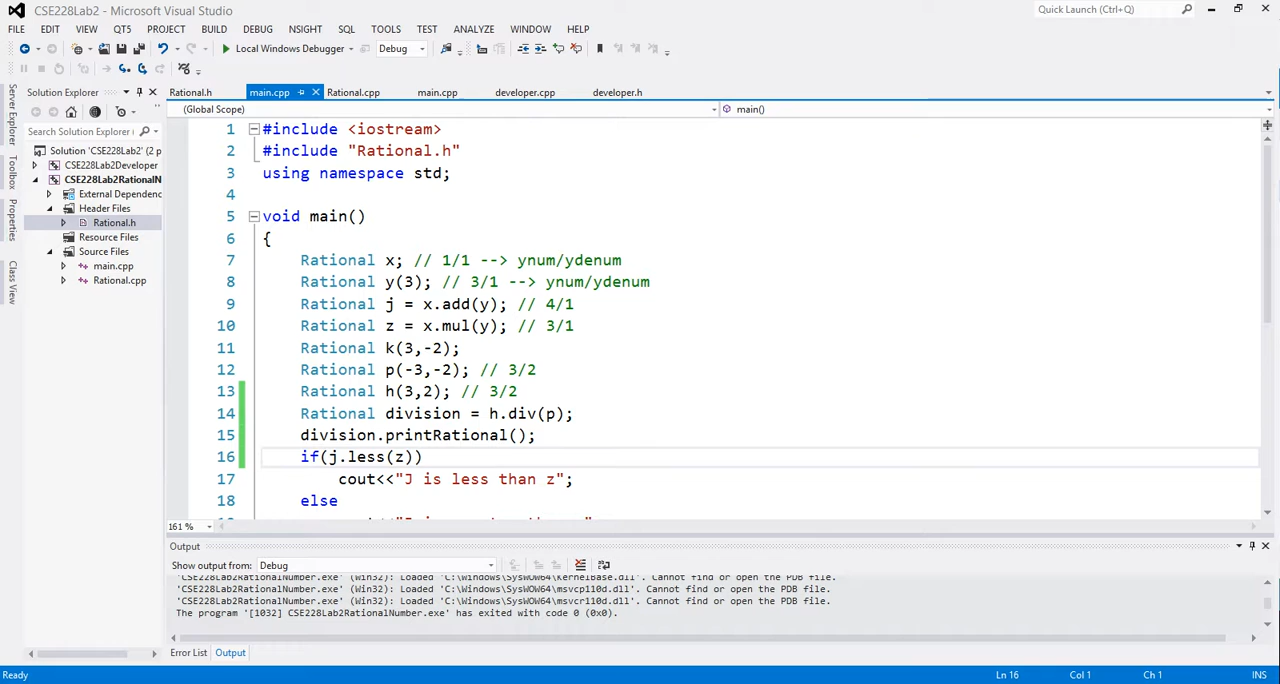 CSE228Lab2 - Microsoft Visual Studio
Quick Launch (Ctrl+Q)
FILE EDIT VIEW QT5 PROJECT BUILD DEBUG NSIGHT SQL TOOLS TEST ANALYZE WINDOW HELP
Local Windows Debugger Debug
Server Explorer
Toolbox
Properties
Class View
Solution Explorer
Search Solution Explorer (
Solution 'CSE228Lab2' (2 p
CSE228Lab2Developer
CSE228Lab2RationalN
External Dependenc
Header Files
Rational.h
Resource Files
Source Files
main.cpp
Rational.cpp
Rational.h main.cpp Rational.cpp main.cpp developer.cpp developer.h
(Global Scope) main()
1 #include <iostream>
2 #include "Rational.h"
3 using namespace std;
4
5 void main()
6 {
7 Rational x; // 1/1 --> ynum/ydenum
8 Rational y(3); // 3/1 --> ynum/ydenum
9 Rational j = x.add(y); // 4/1
10 Rational z = x.mul(y); // 3/1
11 Rational k(3,-2);
12 Rational p(-3,-2); // 3/2
13 Rational h(3,2); // 3/2
14 Rational division = h.div(p);
15 division.printRational();
16 if(j.less(z))
17 cout<<"J is less than z";
18 else
161 %
Output
Show output from: Debug
'CSE228Lab2RationalNumber.exe' (Win32): Loaded 'C:\Windows\SysWOW64\KernelBase.dll'. Cannot find or open the PDB file.
'CSE228Lab2RationalNumber.exe' (Win32): Loaded 'C:\Windows\SysWOW64\msvcp110d.dll'. Cannot find or open the PDB file.
'CSE228Lab2RationalNumber.exe' (Win32): Loaded 'C:\Windows\SysWOW64\msvcr110d.dll'. Cannot find or open the PDB file.
The program '[1032] CSE228Lab2RationalNumber.exe' has exited with code 0 (0x0).
Error List Output
Ready Ln 16 Col 1 Ch 1 INS